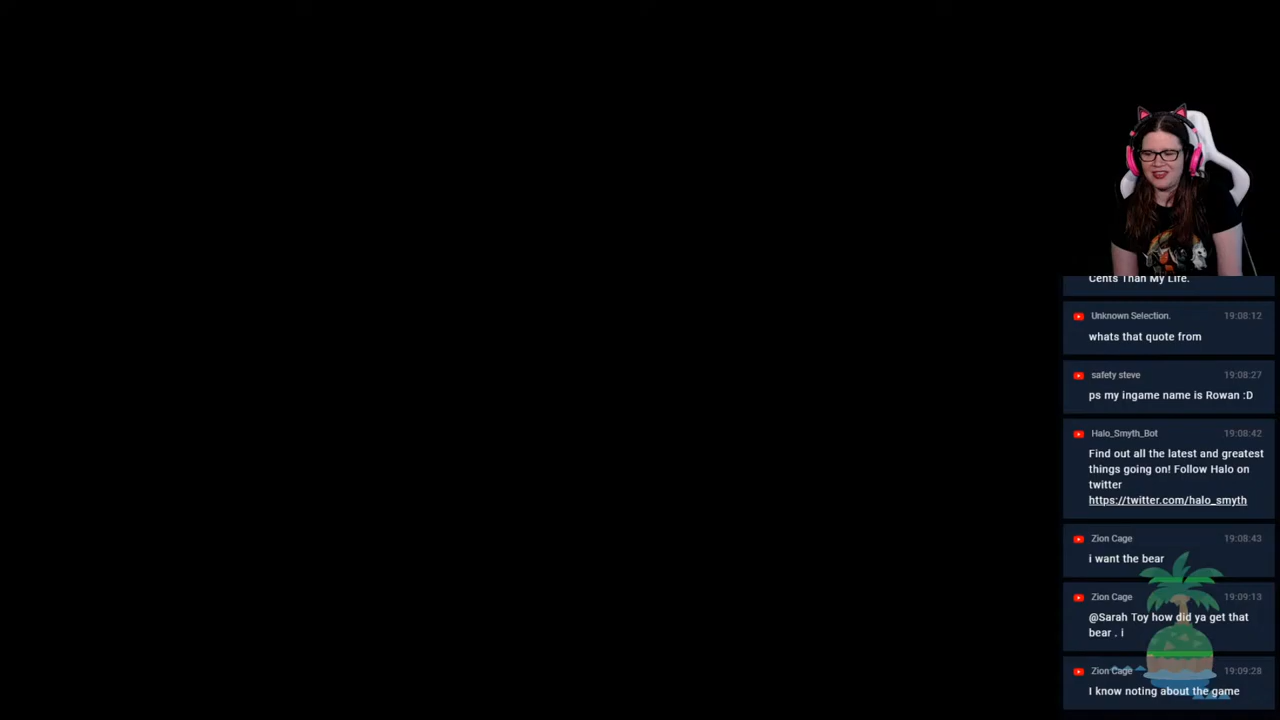 Cents Than My Life.
Unknown Selection. 19:08:12
whats that quote from
safety steve 19:08:27
ps my ingame name is Rowan :D
Halo_Smyth_Bot 19:08:42
Find out all the latest and greatest
things going on! Follow Halo on
twitter
https://twitter.com/halo_smyth
Zion Cage 19:08:43
i want the bear
Zion Cage 19:09:13
@Sarah Toy how did ya get that
bear . i
Zion Cage 19:09:28
I know noting about the game